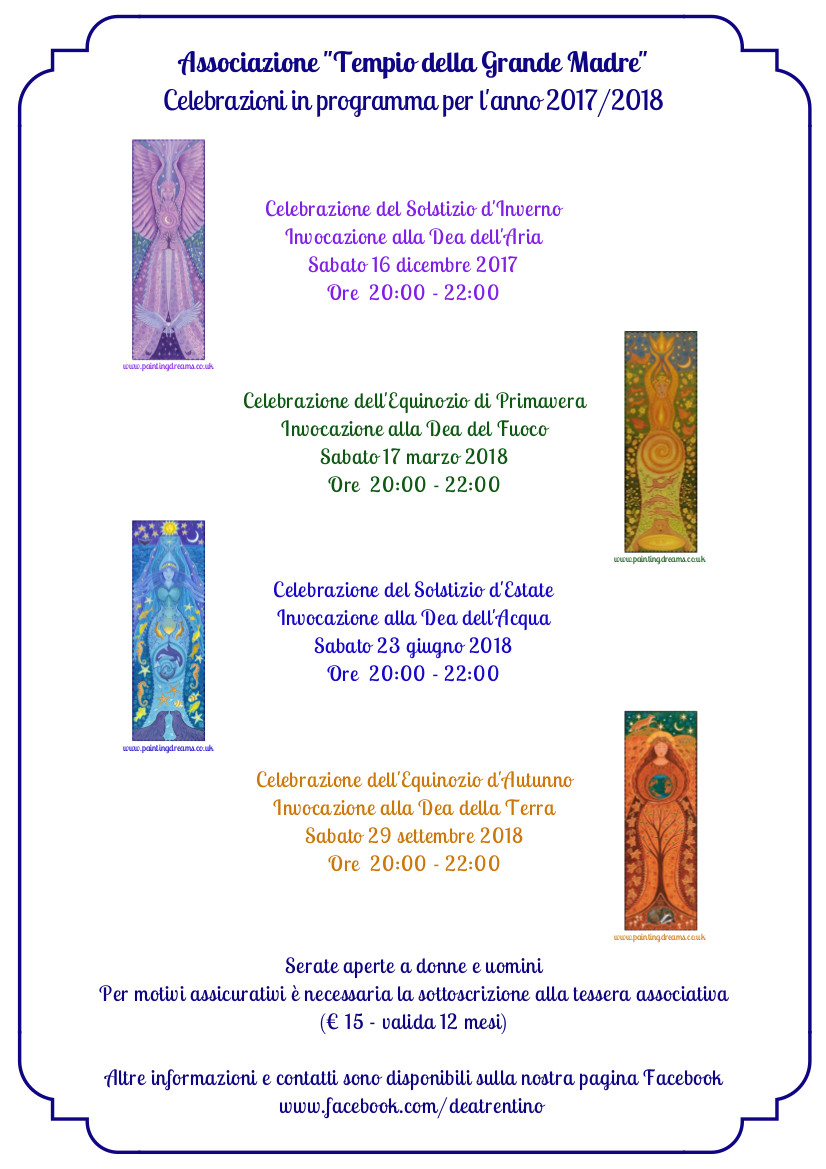 Associazione "Tempio della Grande Madre"
Celebrazioni in programma per l'anno 2017/2018
Celebrazione del Solstizio d'Inverno
Invocazione alla Dea dell'Aria
Sabato 16 dicembre 2017
Ore 20:00 - 22:00
www.paintingdreams.co.uk
Celebrazione dell'Equinozio di Primavera
Invocazione alla Dea del Fuoco
Sabato 17 marzo 2018
Ore 20:00 - 22:00
www.paintingdreams.co.uk
Celebrazione del Solstizio d'Estate
Invocazione alla Dea dell'Acqua
Sabato 23 giugno 2018
Ore 20:00 - 22:00
www.paintingdreams.co.uk
Celebrazione dell'Equinozio d'Autunno
Invocazione alla Dea della Terra
Sabato 29 settembre 2018
Ore 20:00 - 22:00
www.paintingdreams.co.uk
Serate aperte a donne e uomini
Per motivi assicurativi è necessaria la sottoscrizione alla tessera associativa
(€ 15 - valida 12 mesi)
Altre informazioni e contatti sono disponibili sulla nostra pagina Facebook
www.facebook.com/deatrentino